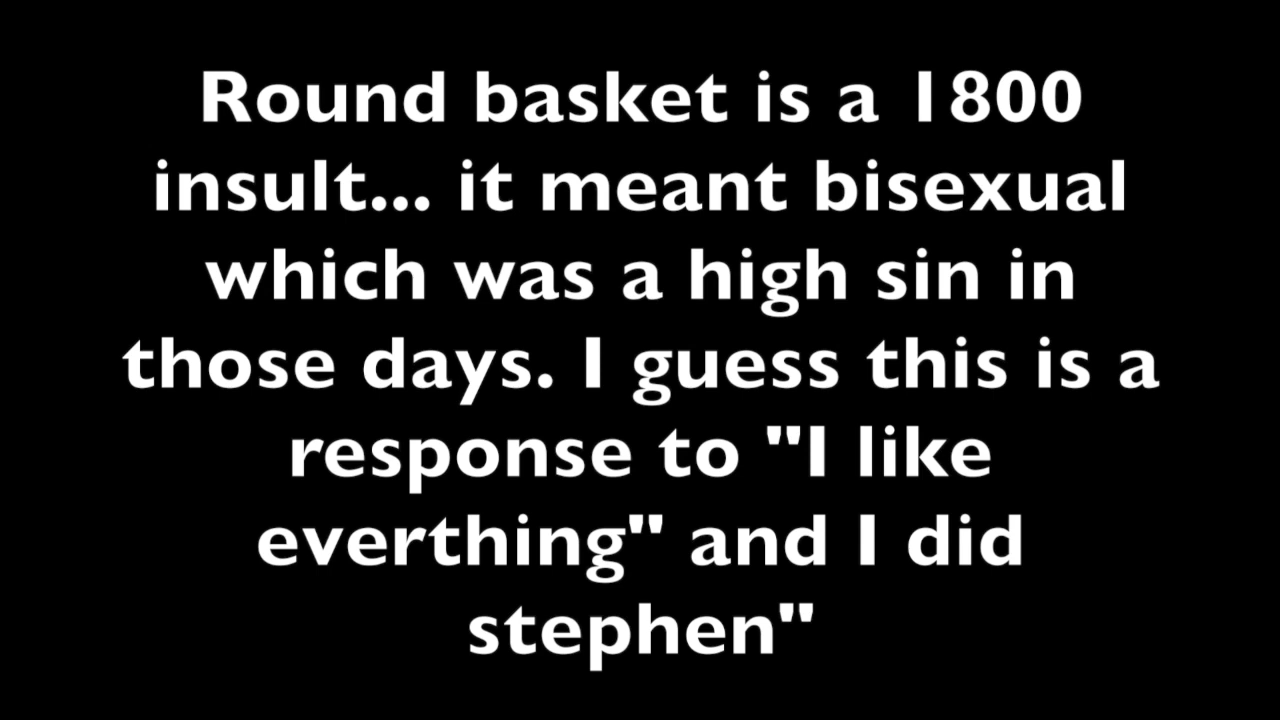 Round basket is a 1800
insult... it meant bisexual
which was a high sin in
those days. I guess this is a
response to "I like
everthing" and I did
stephen"